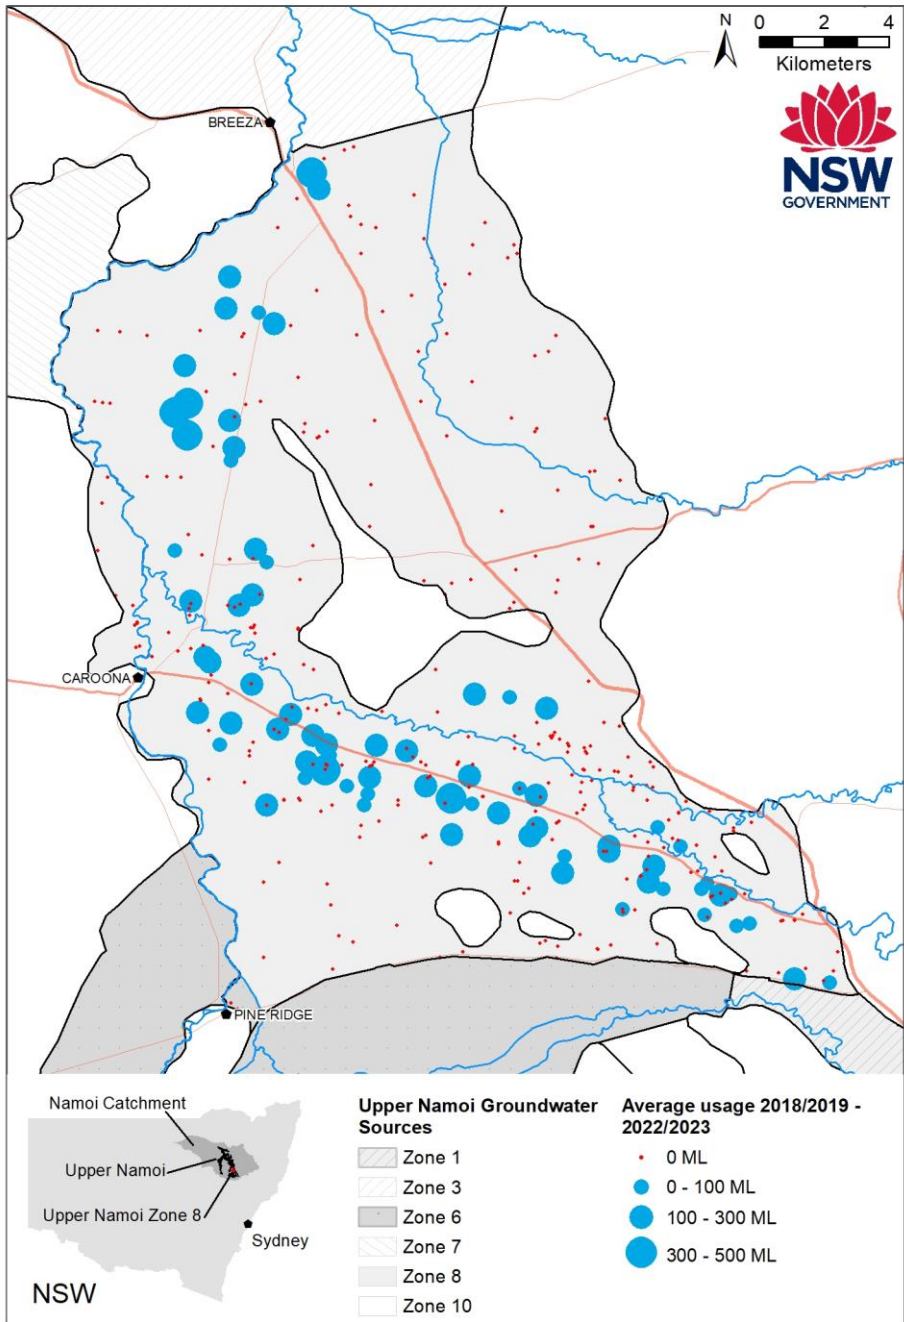 N
0 2 4
Kilometers
NSW
GOVERNMENT
BREEZA
CAROONA
PINE RIDGE
Namoi Catchment
Upper Namoi
Upper Namoi Zone 8
Sydney
NSW
Upper Namoi Groundwater
Sources
Zone 1
Zone 3
Zone 6
Zone 7
Zone 8
Zone 10
Average usage 2018/2019 -
2022/2023
0 ML
0 - 100 ML
100 - 300 ML
300 - 500 ML